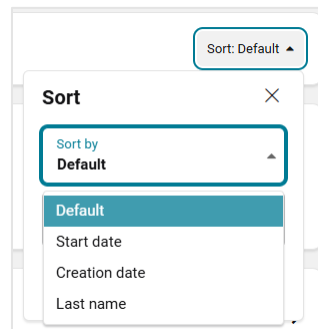 Sort: Default
Sort
Sort by
Default
Default
Start date
Creation date
Last name